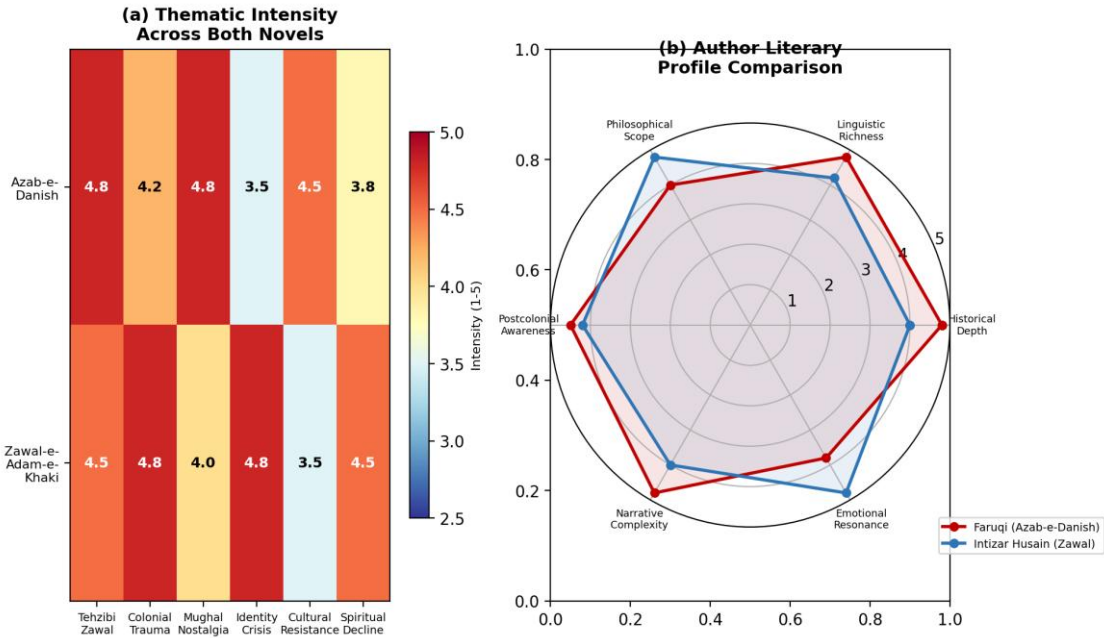 (a) Thematic Intensity
Across Both Novels
Azab-e-
Danish
4.8 4.2 4.8 3.5 4.5 3.8
Zawal-e-
Adam-e-
Khaki
4.5 4.8 4.0 4.8 3.5 4.5
Tehzibi
Zawal
Colonial
Trauma
Mughal
Nostalgia
Identity
Crisis
Cultural
Resistance
Spiritual
Decline
5.0
4.5
4.0
3.5
3.0
2.5
Intensity (1-5)
(b) Author Literary
Profile Comparison
1.0
0.8
0.6
0.4
0.2
0.0
0.0 0.2 0.4 0.6 0.8 1.0
Philosophical
Scope
Linguistic
Richness
Postcolonial
Awareness
Historical
Depth
Narrative
Complexity
Emotional
Resonance
1
2
3
4
5
Faruqi (Azab-e-Danish)
Intizar Husain (Zawal)